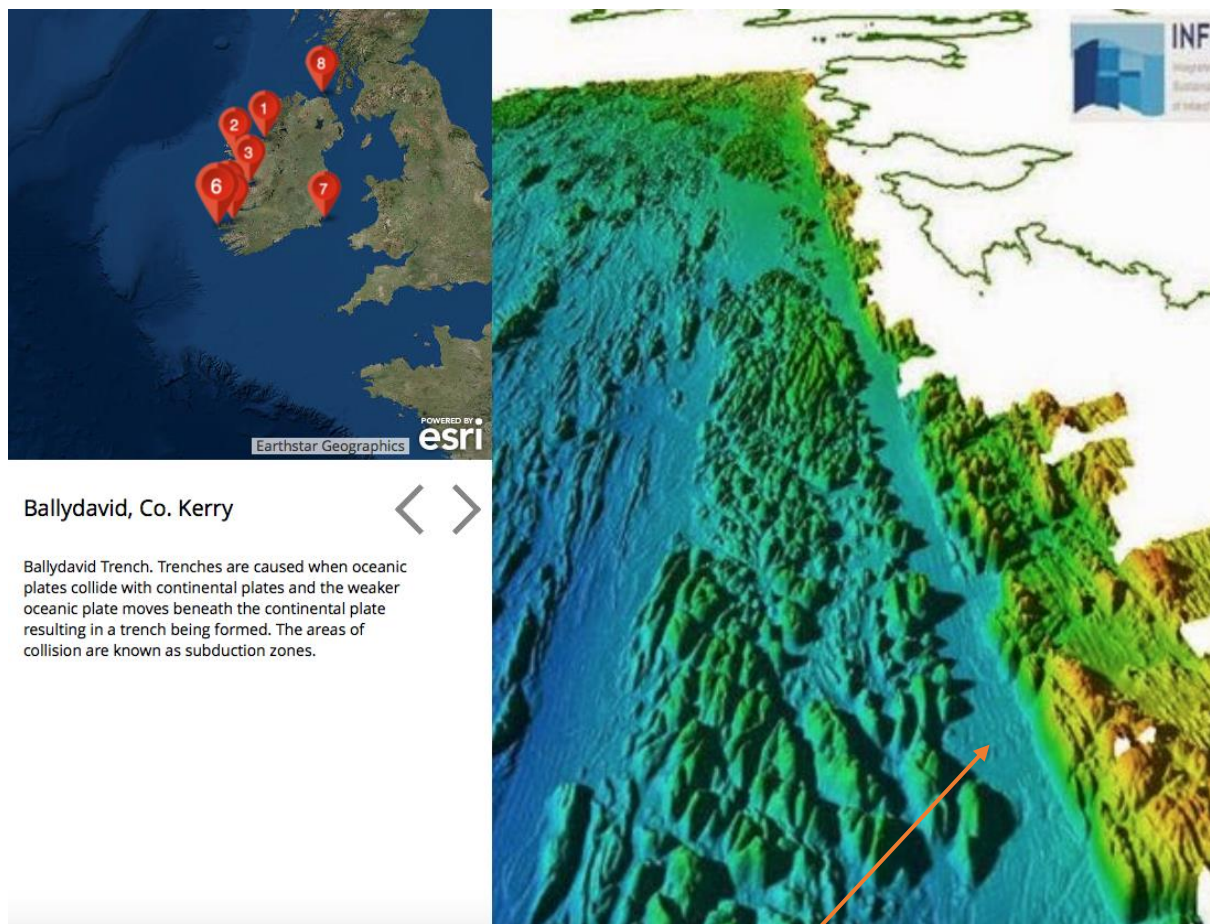 8
1
2
3
6
7
POWERED BY
esri
Earthstar Geographics
INF
Ballydavid, Co. Kerry
Ballydavid Trench. Trenches are caused when oceanic
plates collide with continental plates and the weaker
oceanic plate moves beneath the continental plate
resulting in a trench being formed. The areas of
collision are known as subduction zones.